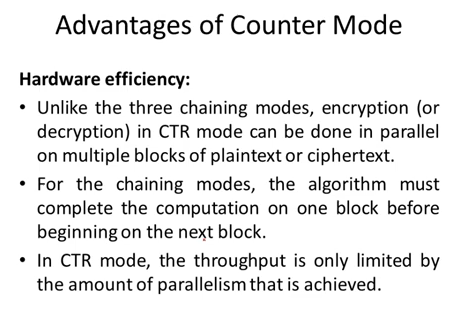 Advantages of Counter Mode
Hardware efficiency:
• Unlike the three chaining modes, encryption (or
decryption) in CTR mode can be done in parallel
on multiple blocks of plaintext or ciphertext.
• For the chaining modes, the algorithm must
complete the computation on one block before
beginning on the next block.
• In CTR mode, the throughput is only limited by
the amount of parallelism that is achieved.